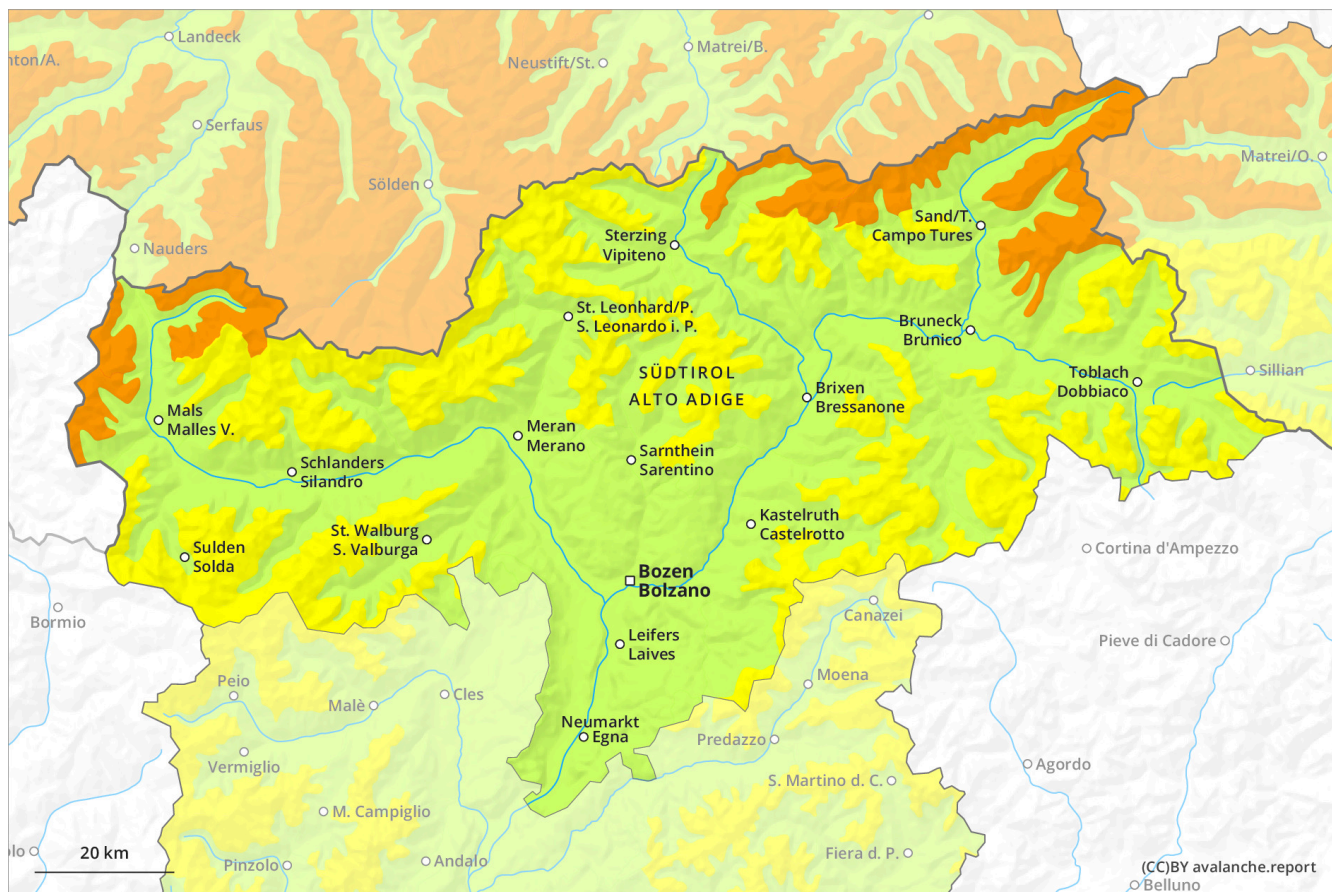 Landeck
nton/A.
Matrei/B.
Neustift/St.
Serfaus
Matrei/O.
Sölden
Sand/T.
Campo Tures
Sterzing
Vipiteno
Nauders
St. Leonhard/P.
S. Leonardo i. P.
Bruneck
Brunico
SÜDTIROL
ALTO ADIGE
Toblach
Dobbiaco
Sillian
Brixen
Bressanone
Mals
Malles V.
Meran
Merano
Sarnthein
Sarentino
Schlanders
Silandro
Kastelruth
Castelrotto
St. Walburg
S. Valburga
Sulden
Solda
Cortina d'Ampezzo
Bozen
Bolzano
Bormio
Canazei
Leifers
Laives
Pieve di Cadore
Peio
Moena
Cles
Malè
Neumarkt
Egna
Predazzo
Vermiglio
Agordo
S. Martino d. C.
M. Campiglio
olo
20 km
Pinzolo
Andalo
Fiera d. P.
(CC)BY avalanche.report
Belluno